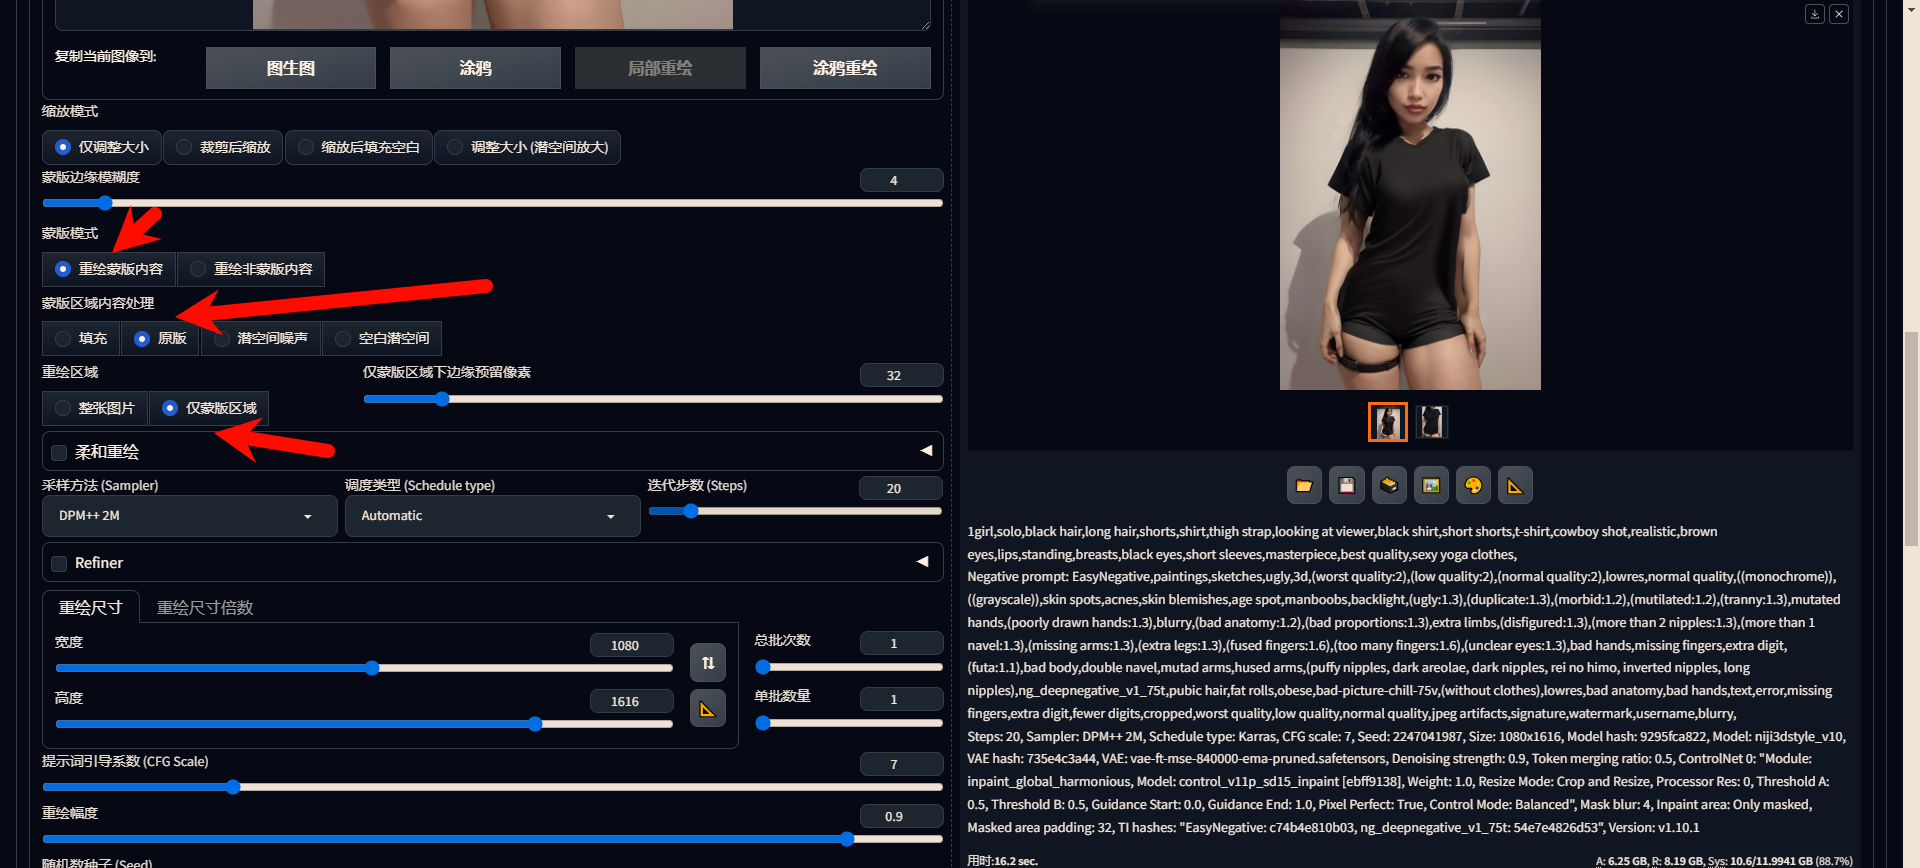 复制当前图像到:
图生图
涂鸦
局部重绘
涂鸦重绘
缩放模式
仅调整大小
裁剪后缩放
缩放后填充空白
调整大小 (潜空间放大)
蒙版边缘模糊度
4
蒙版模式
重绘蒙版内容
重绘非蒙版内容
蒙版区域内容处理
填充
原版
潜空间噪声
空白潜空间
重绘区域
仅蒙版区域下边缘预留像素
32
整张图片
仅蒙版区域
柔和重绘
采样方法 (Sampler)
调度类型 (Schedule type)
迭代步数 (Steps)
20
DPM++ 2M
Automatic
Refiner
重绘尺寸
重绘尺寸倍数
宽度
1080
总批次数
1
高度
1616
单批数量
1
提示词引导系数 (CFG Scale)
7
重绘幅度
0.9
随机数种子 (Seed)
1girl,solo,black hair,long hair,shorts,shirt,thigh strap,looking at viewer,black shirt,short shorts,t-shirt,cowboy shot,realistic,brown
eyes,lips,standing,breasts,black eyes,short sleeves,masterpiece,best quality,sexy yoga clothes,
Negative prompt: EasyNegative,paintings,sketches,ugly,3d,(worst quality:2),(low quality:2),(normal quality:2),lowres,normal quality,((monochrome)),
((grayscale)),skin spots,acnes,skin blemishes,age spot,manboobs,backlight,(ugly:1.3),(duplicate:1.3),(morbid:1.2),(mutilated:1.2),(tranny:1.3),mutated
hands,(poorly drawn hands:1.3),blurry,(bad anatomy:1.2),(bad proportions:1.3),extra limbs,(disfigured:1.3),(more than 2 nipples:1.3),(more than 1
navel:1.3),(missing arms:1.3),(extra legs:1.3),(fused fingers:1.6),(too many fingers:1.6),(unclear eyes:1.3),bad hands,missing fingers,extra digit,
(futa:1.1),bad body,double navel,mutad arms,hused arms,(puffy nipples, dark areolae, dark nipples, rei no himo, inverted nipples, long
nipples),ng_deepnegative_v1_75t,pubic hair,fat rolls,obese,bad-picture-chill-75v,(without clothes),lowres,bad anatomy,bad hands,text,error,missing
fingers,extra digit,fewer digits,cropped,worst quality,low quality,normal quality,jpeg artifacts,signature,watermark,username,blurry,
Steps: 20, Sampler: DPM++ 2M, Schedule type: Karras, CFG scale: 7, Seed: 2247041987, Size: 1080x1616, Model hash: 9295fca822, Model: niji3dstyle_v10,
VAE hash: 735e4c3a44, VAE: vae-ft-mse-840000-ema-pruned.safetensors, Denoising strength: 0.9, Token merging ratio: 0.5, ControlNet 0: "Module:
inpaint_global_harmonious, Model: control_v11p_sd15_inpaint [ebff9138], Weight: 1.0, Resize Mode: Crop and Resize, Processor Res: 0, Threshold A:
0.5, Threshold B: 0.5, Guidance Start: 0.0, Guidance End: 1.0, Pixel Perfect: True, Control Mode: Balanced", Mask blur: 4, Inpaint area: Only masked,
Masked area padding: 32, TI hashes: "EasyNegative: c74b4e810b03, ng_deepnegative_v1_75t: 54e7e4826d53", Version: v1.10.1
用时:16.2 sec.
A: 6.25 GB, R: 8.19 GB, Sys: 10.6/11.9941 GB (88.7%)